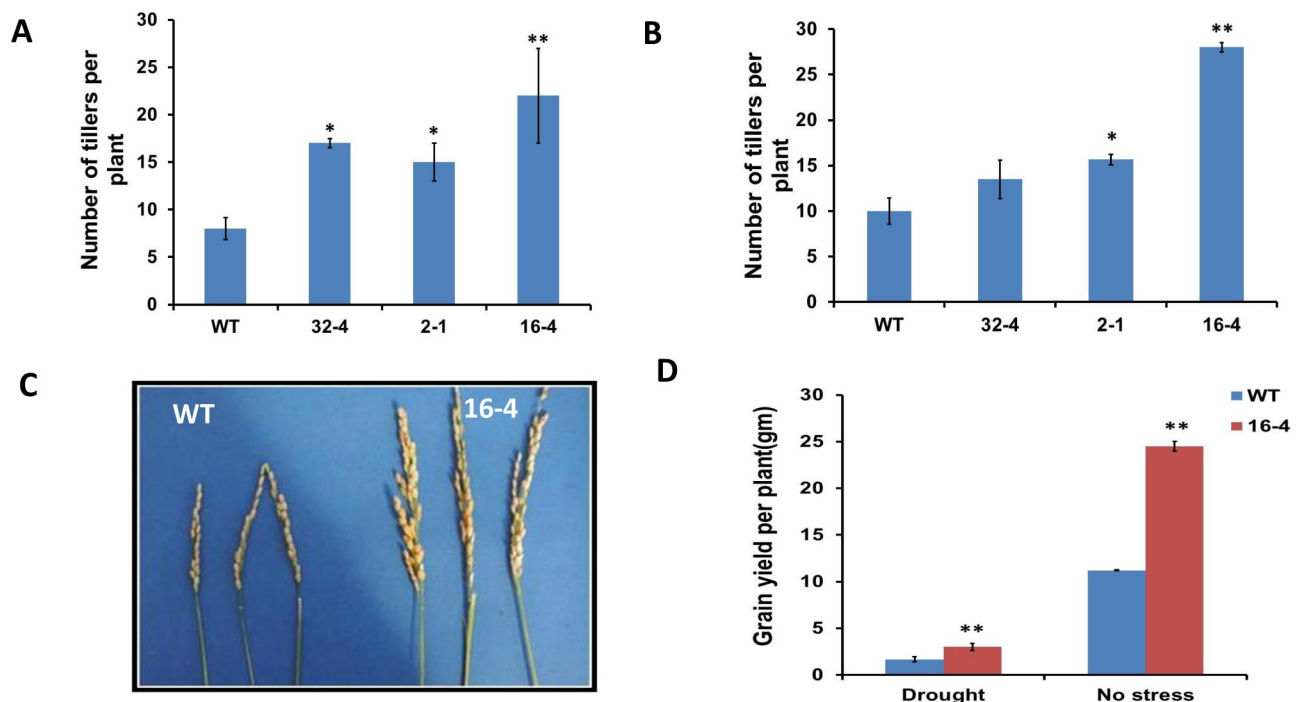 A
Number of tillers per
plant
30
25
20
15
10
5
0
**
*
*
WT 32-4 2-1 16-4
B
Number of tillers per
plant
30
25
20
15
10
5
0
**
*
WT 32-4 2-1 16-4
C
WT 16-4
D
Grain yield per plant(gm)
30
25
20
15
10
5
0
WT
16-4
**
**
Drought No stress